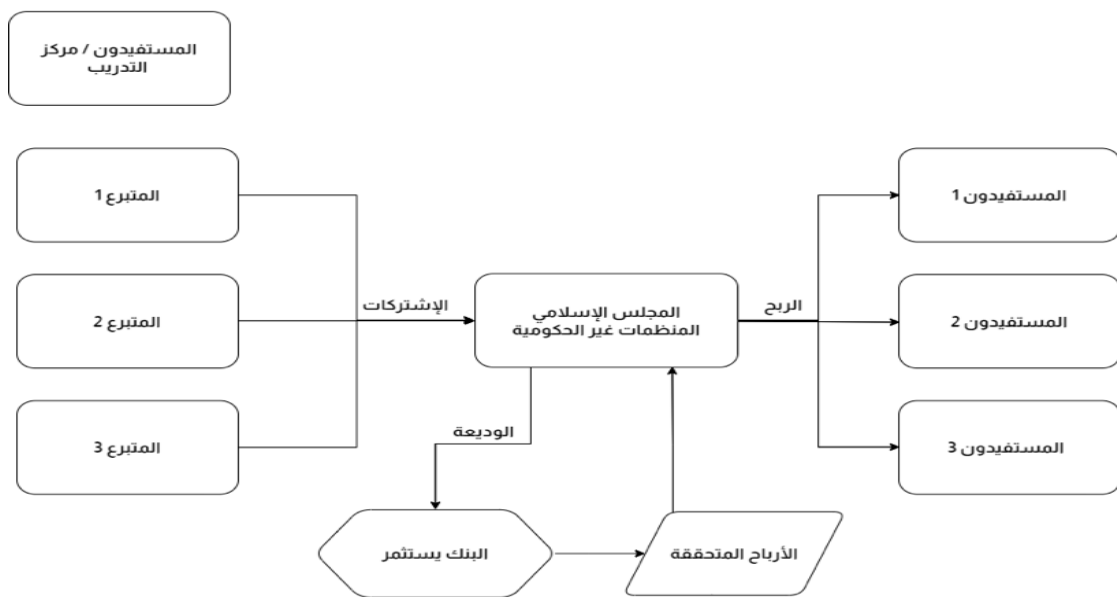 المستفيدون / مركز
التدريب
المتبرع 1
المستفيدون 1
الإشتركات
المجلس الإسلامي
المنظمات غير الحكومية
الربح
المتبرع 2
المستفيدون 2
المتبرع 3
الوديعة
المستفيدون 3
البنك يستثمر
الأرباح المتحققة